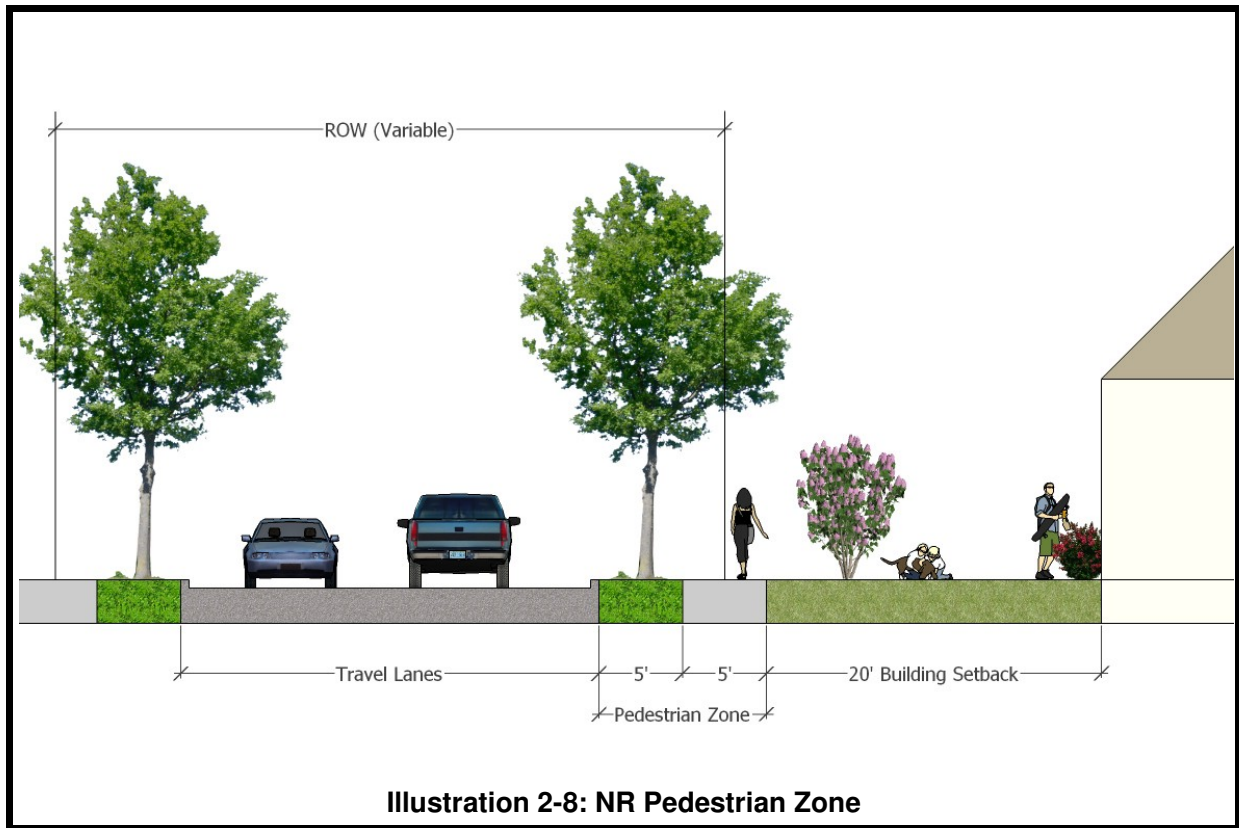 ROW (Variable)
Travel Lanes
5'
5'
20' Building Setback
Pedestrian Zone
Illustration 2-8: NR Pedestrian Zone